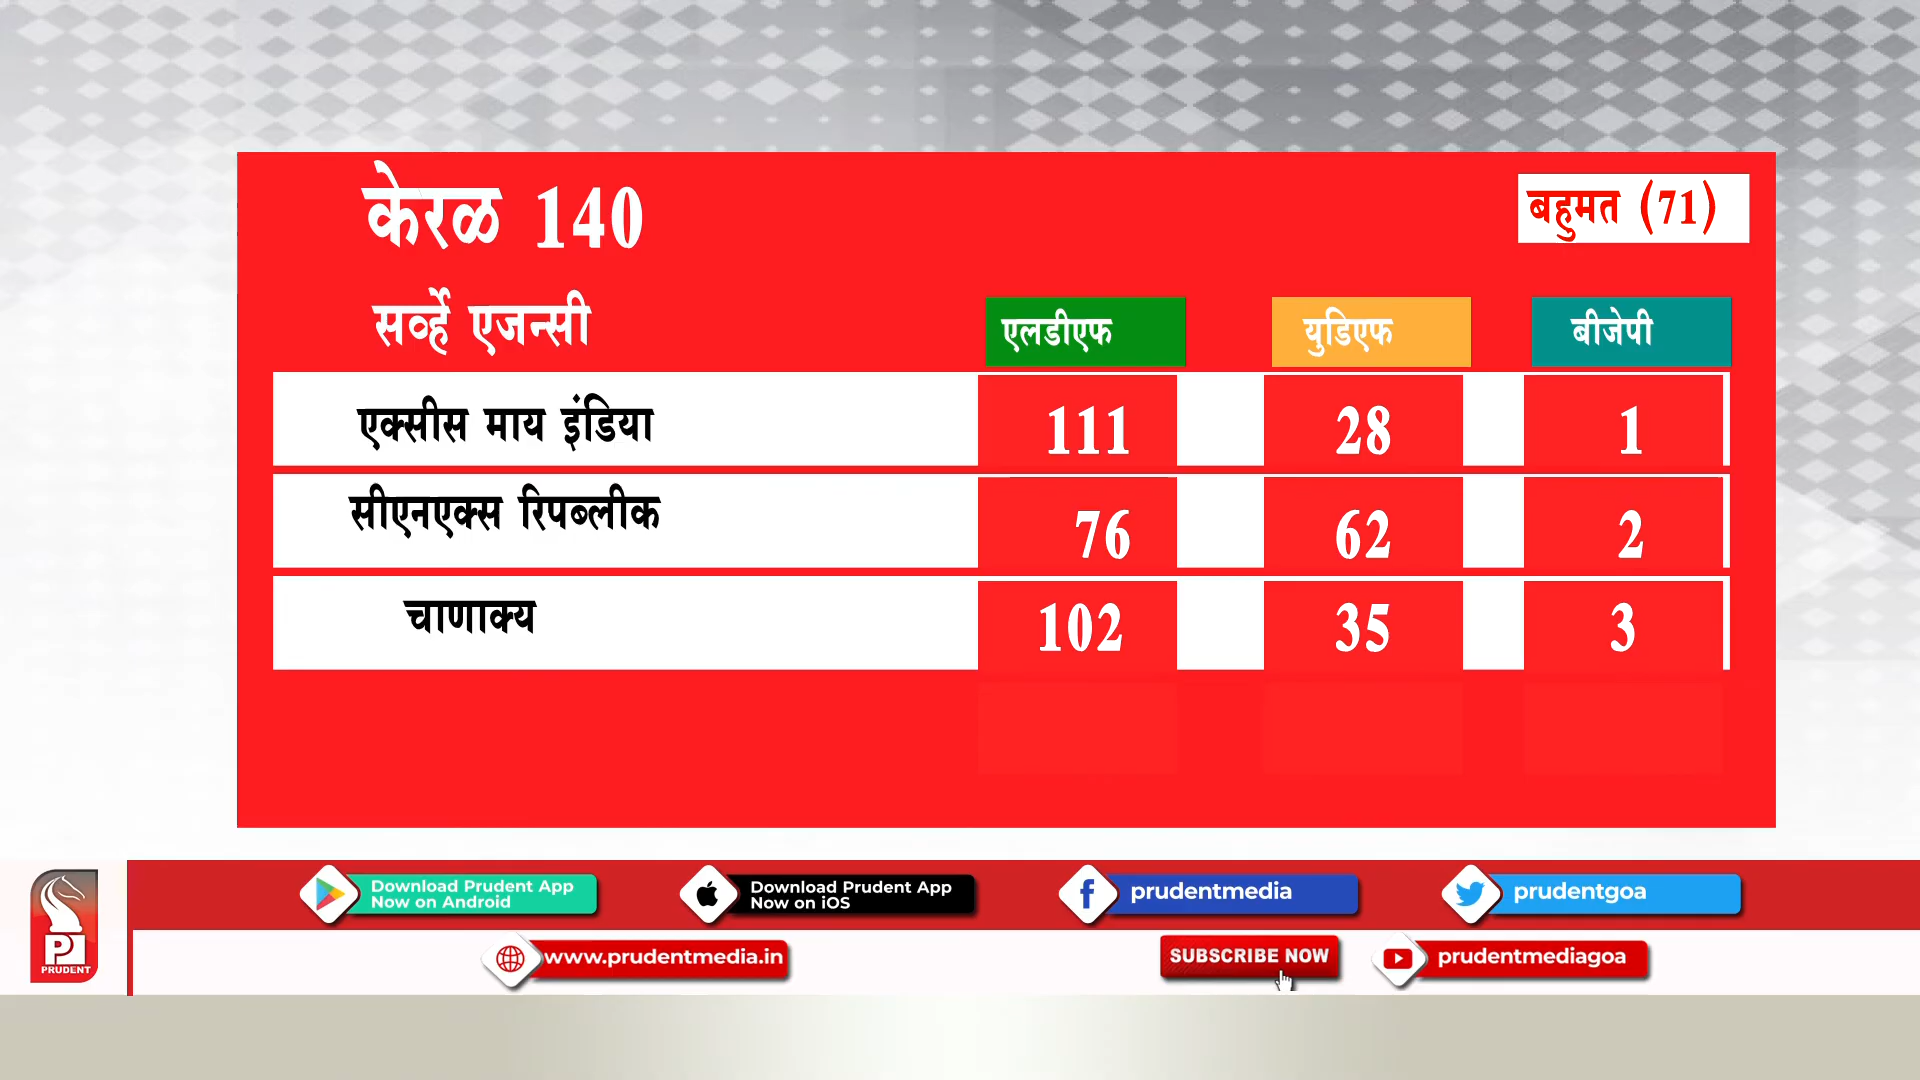 केरळ 140
बहुमत (71)
सर्व्हे एजन्सी एलडीएफ युडिएफ बीजेपी
एक्सीस माय इंडिया 111 28 1
सीएनएक्स रिपब्लीक 76 62 2
चाणाक्य 102 35 3
Download Prudent App
Now on Android
Download Prudent App
Now on iOS
prudentmedia
prudentgoa
PRUDENT
www.prudentmedia.in
SUBSCRIBE NOW
prudentmediagoa